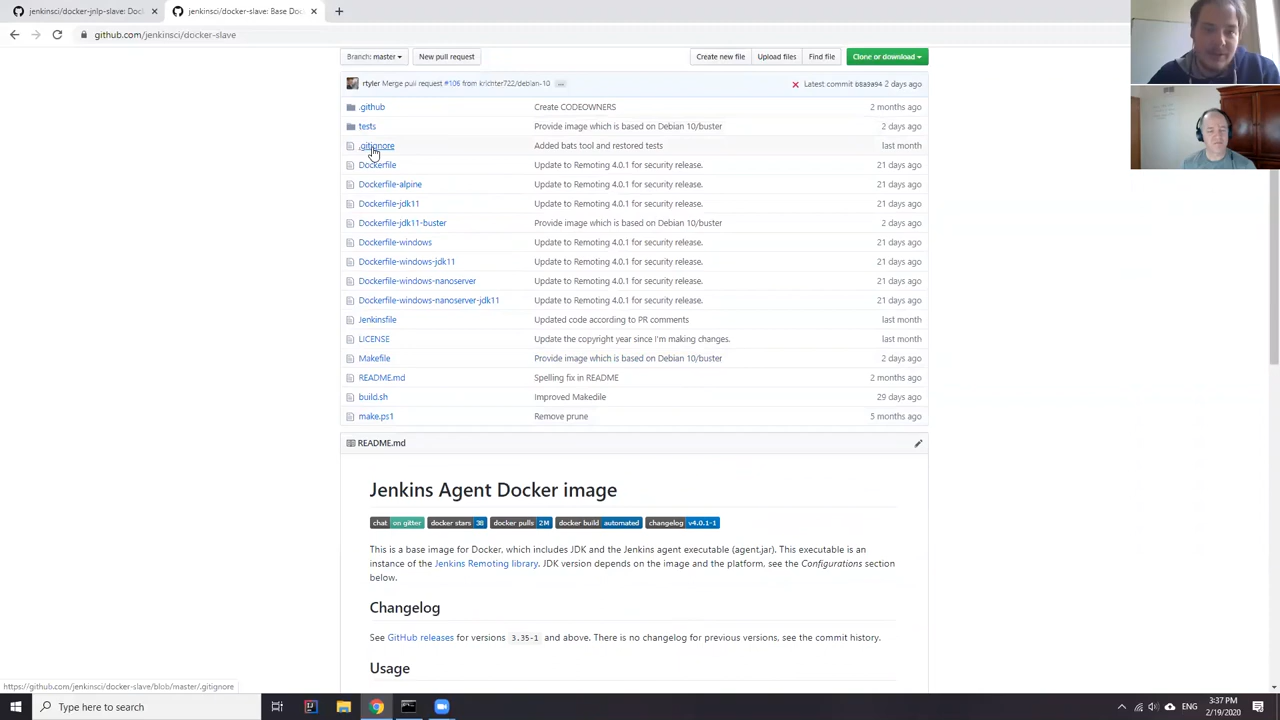 jenkinsci/docker-jnlp-slave: Doc
jenkinsci/docker-slave: Base Do
github.com/jenkinsci/docker-slave
Branch: master
New pull request
Create new file
Upload files
Find file
Clone or download
rtyler Merge pull request #106 from krichter722/debian-10 ...
Latest commit b8a9a94 2 days ago
.github Create CODEOWNERS 2 months ago
tests Provide image which is based on Debian 10/buster 2 days ago
.gitignore Added bats tool and restored tests last month
Dockerfile Update to Remoting 4.0.1 for security release. 21 days ago
Dockerfile-alpine Update to Remoting 4.0.1 for security release. 21 days ago
Dockerfile-jdk11 Update to Remoting 4.0.1 for security release. 21 days ago
Dockerfile-jdk11-buster Provide image which is based on Debian 10/buster 2 days ago
Dockerfile-windows Update to Remoting 4.0.1 for security release. 21 days ago
Dockerfile-windows-jdk11 Update to Remoting 4.0.1 for security release. 21 days ago
Dockerfile-windows-nanoserver Update to Remoting 4.0.1 for security release. 21 days ago
Dockerfile-windows-nanoserver-jdk11 Update to Remoting 4.0.1 for security release. 21 days ago
Jenkinsfile Updated code according to PR comments last month
LICENSE Update the copyright year since I'm making changes. last month
Makefile Provide image which is based on Debian 10/buster 2 days ago
README.md Spelling fix in README 2 months ago
build.sh Improved Makedile 29 days ago
make.ps1 Remove prune 5 months ago
README.md
Jenkins Agent Docker image
chat on gitter docker stars 38 docker pulls 2M docker build automated changelog v4.0.1-1
This is a base image for Docker, which includes JDK and the Jenkins agent executable (agent.jar). This executable is an
instance of the Jenkins Remoting library. JDK version depends on the image and the platform, see the Configurations section
below.
Changelog
See GitHub releases for versions 3.35-1 and above. There is no changelog for previous versions, see the commit history.
Usage
https://github.com/jenkinsci/docker-slave/blob/master/.gitignore
Type here to search
ENG
3:37 PM
2/19/2020